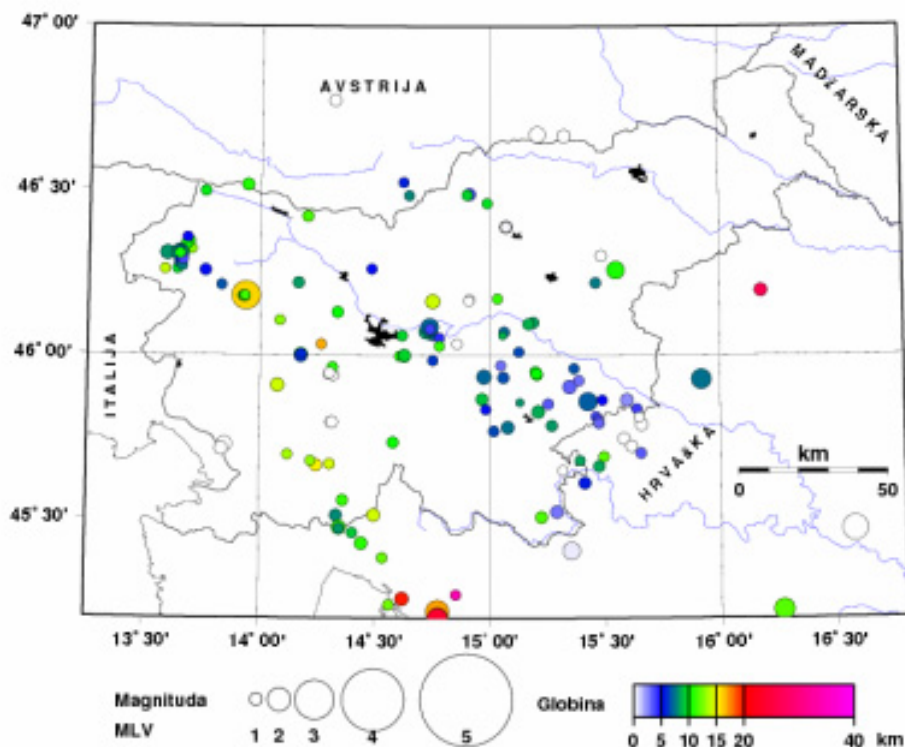 47° 00'
AVSTRIJA
MADŽARSKA
46° 30'
46° 00'
ITALIJA
HRVAŠKA
km
0 50
45° 30'
13° 30' 14° 00' 14° 30' 15° 00' 15° 30' 16° 00' 16° 30'
Magnituda
MLV
1 2 3 4 5
Globina
0 5 10 15 20 40 km